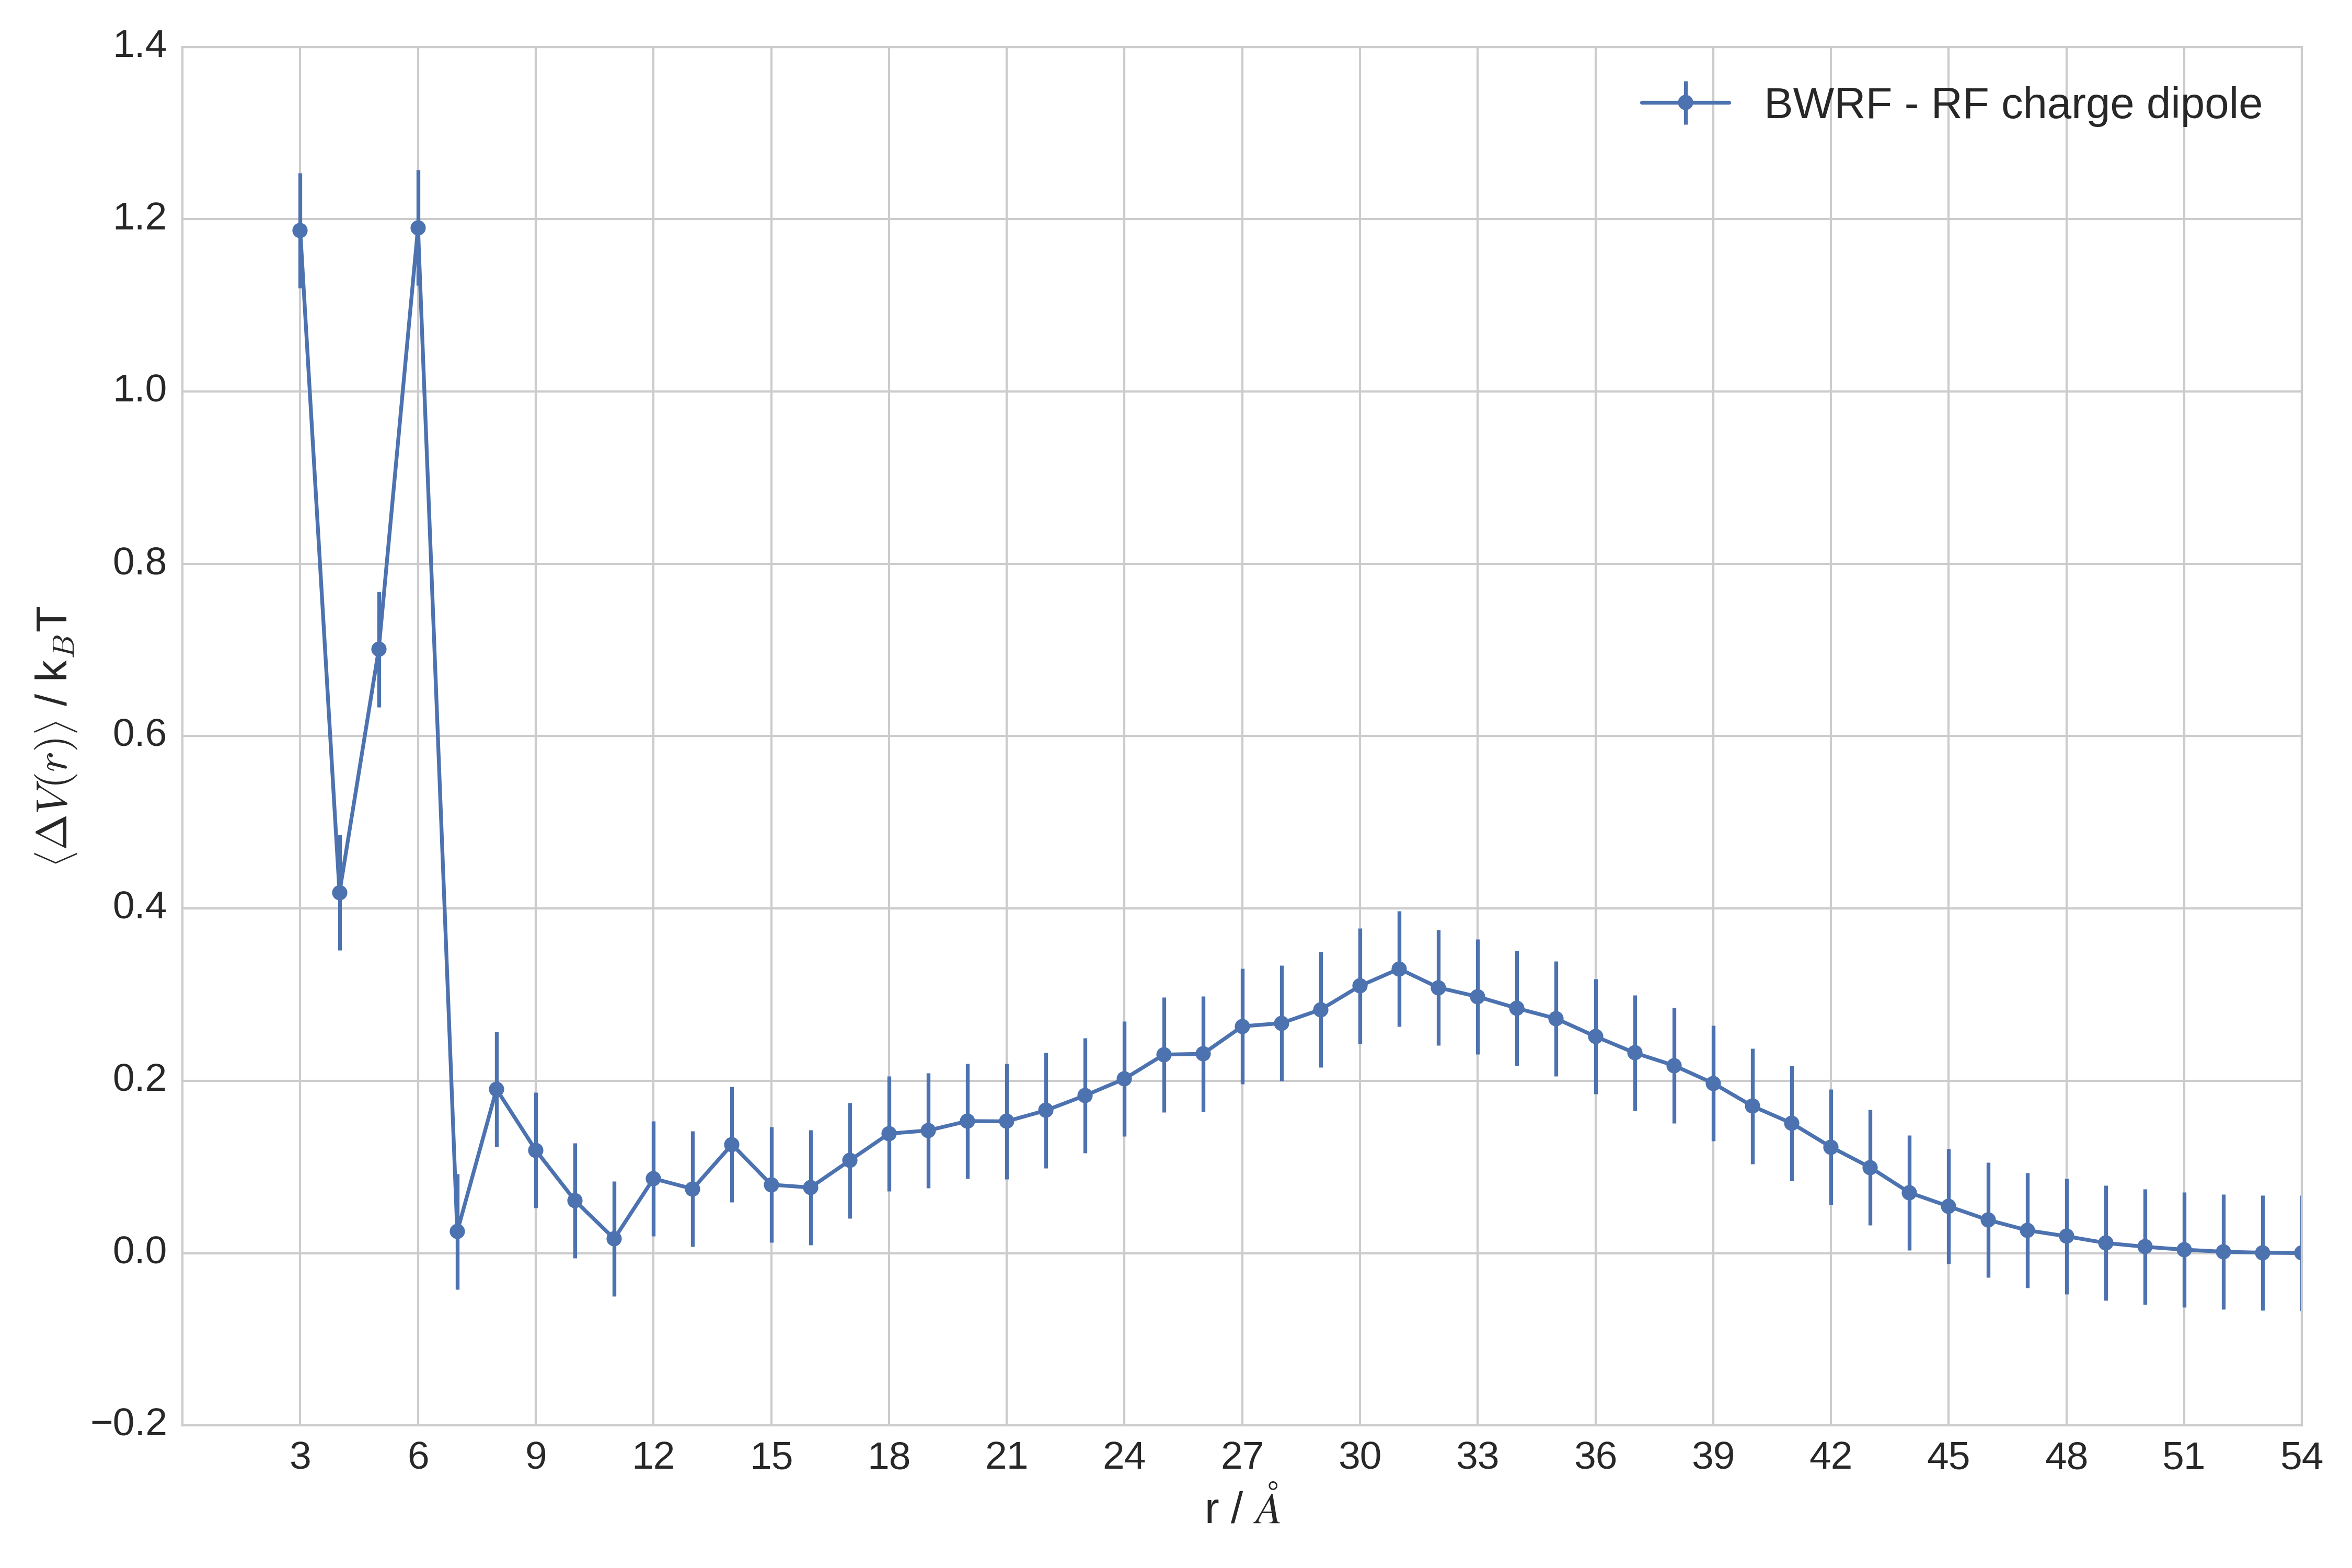 BWRF - RF charge dipole
1.4
1.2
1.0
0.8
0.6
0.4
0.2
0.0
−0.2
⟨ΔV(r)⟩ / k_BT
3 6 9 12 15 18 21 24 27 30 33 36 39 42 45 48 51 54
r / Å